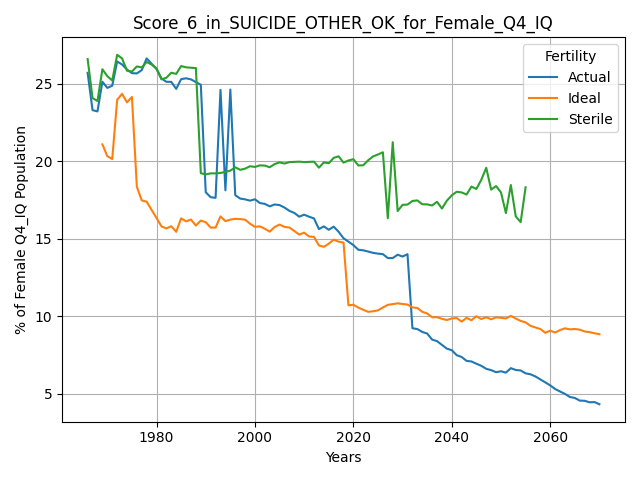 Score_6_in_SUICIDE_OTHER_OK_for_Female_Q4_IQ
Fertility
Actual
Ideal
Sterile
% of Female Q4_IQ Population
25
20
15
10
5
1980 2000 2020 2040 2060
Years